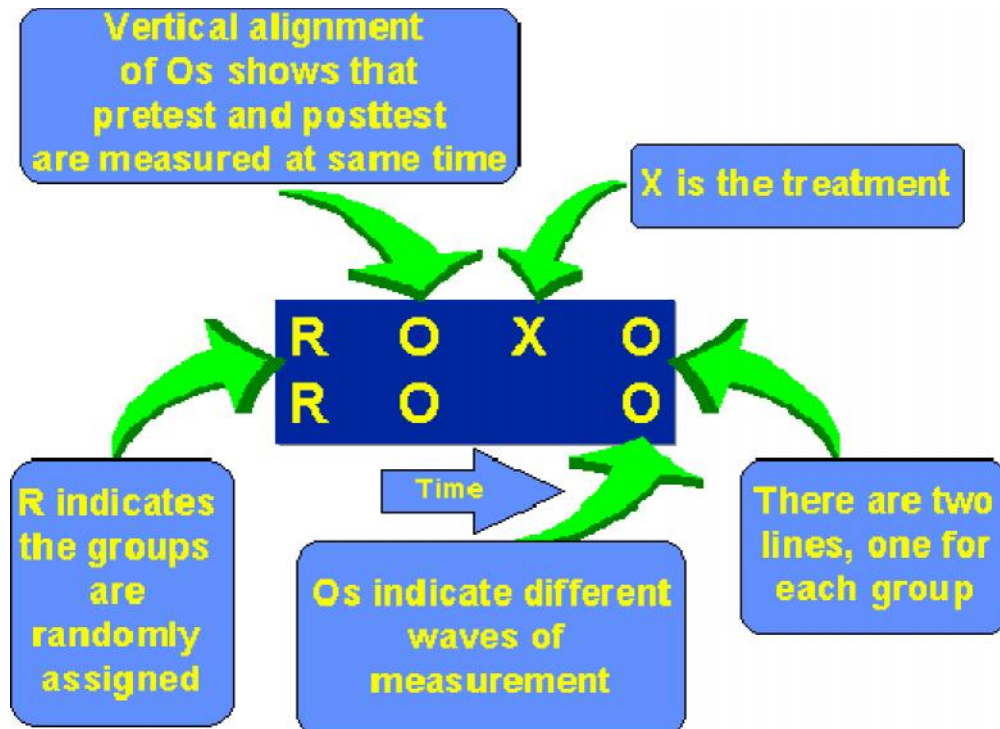 Vertical alignment
of Os shows that
pretest and posttest
are measured at same time
X is the treatment
R O X O
R O O
Time
R indicates
the groups
are
randomly
assigned
Os indicate different
waves of
measurement
There are two
lines, one for
each group